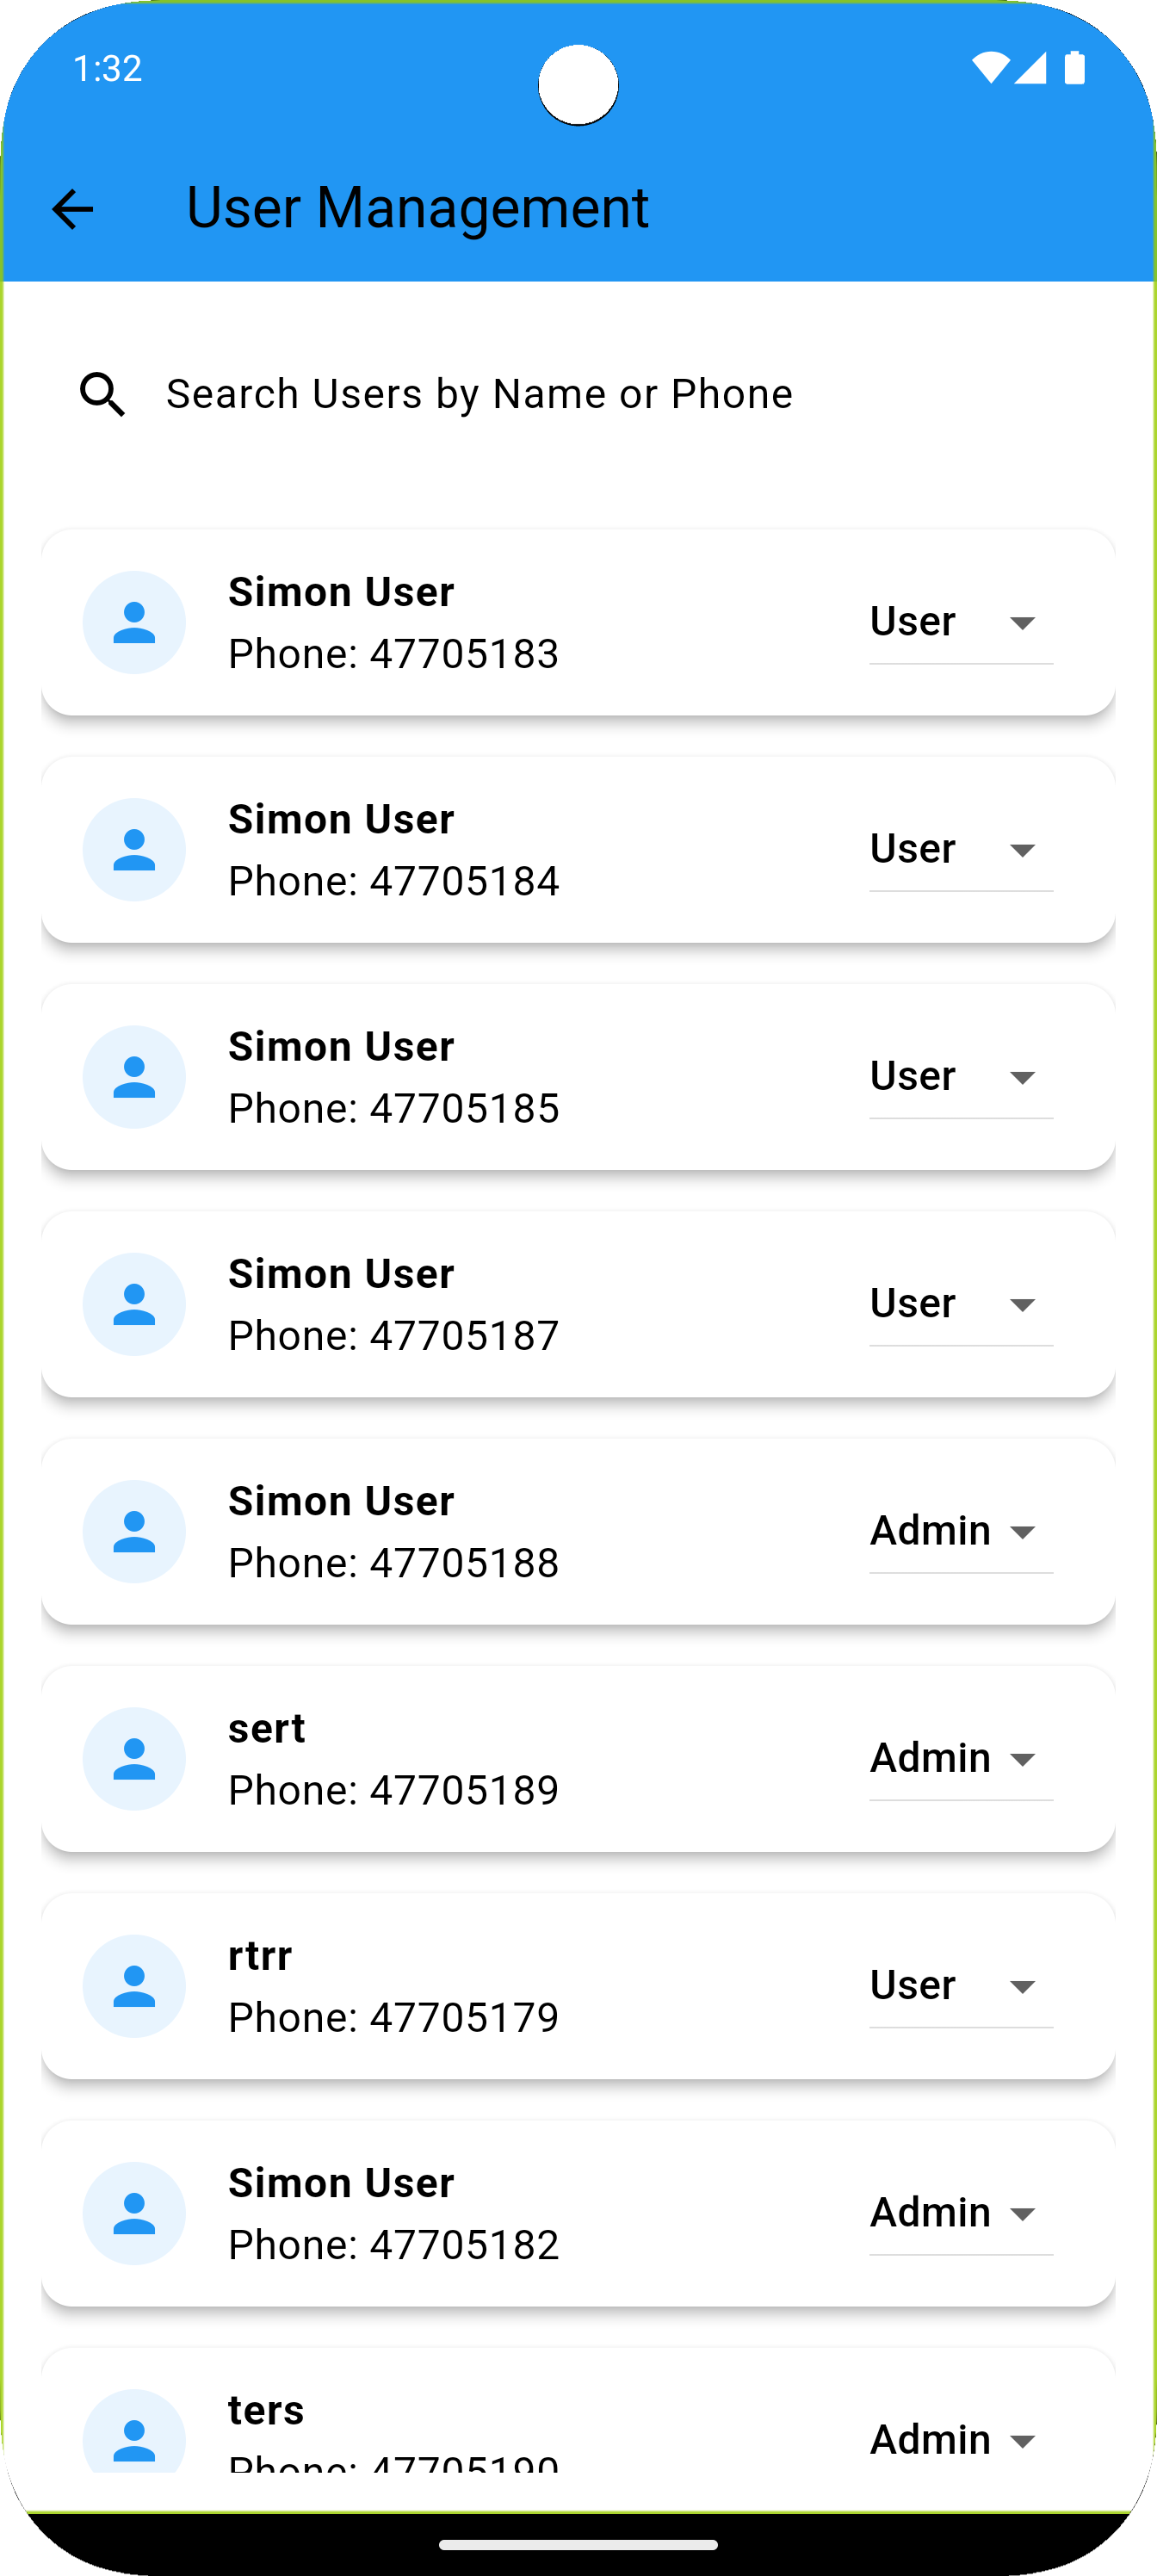 1:32
User Management
Search Users by Name or Phone
Simon User
Phone: 47705183
User
Simon User
Phone: 47705184
User
Simon User
Phone: 47705185
User
Simon User
Phone: 47705187
User
Simon User
Phone: 47705188
Admin
sert
Phone: 47705189
Admin
rtrr
Phone: 47705179
User
Simon User
Phone: 47705182
Admin
ters
Phone: 47705190
Admin